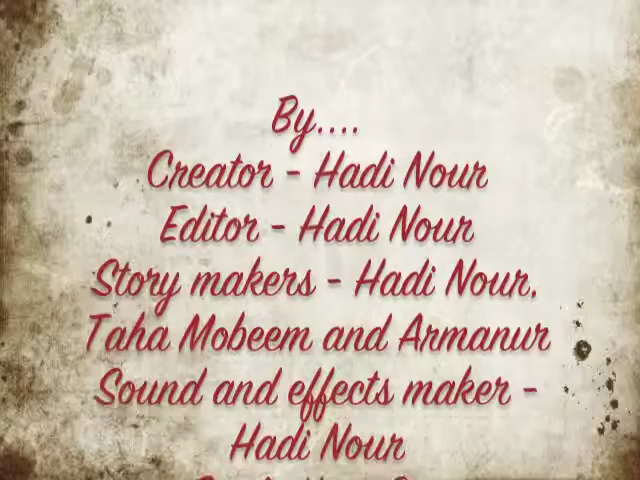 By....
Creator - Hadi Nour
Editor - Hadi Nour
Story makers - Hadi Nour,
Taha Mobeem and Armanur
Sound and effects maker -
Hadi Nour